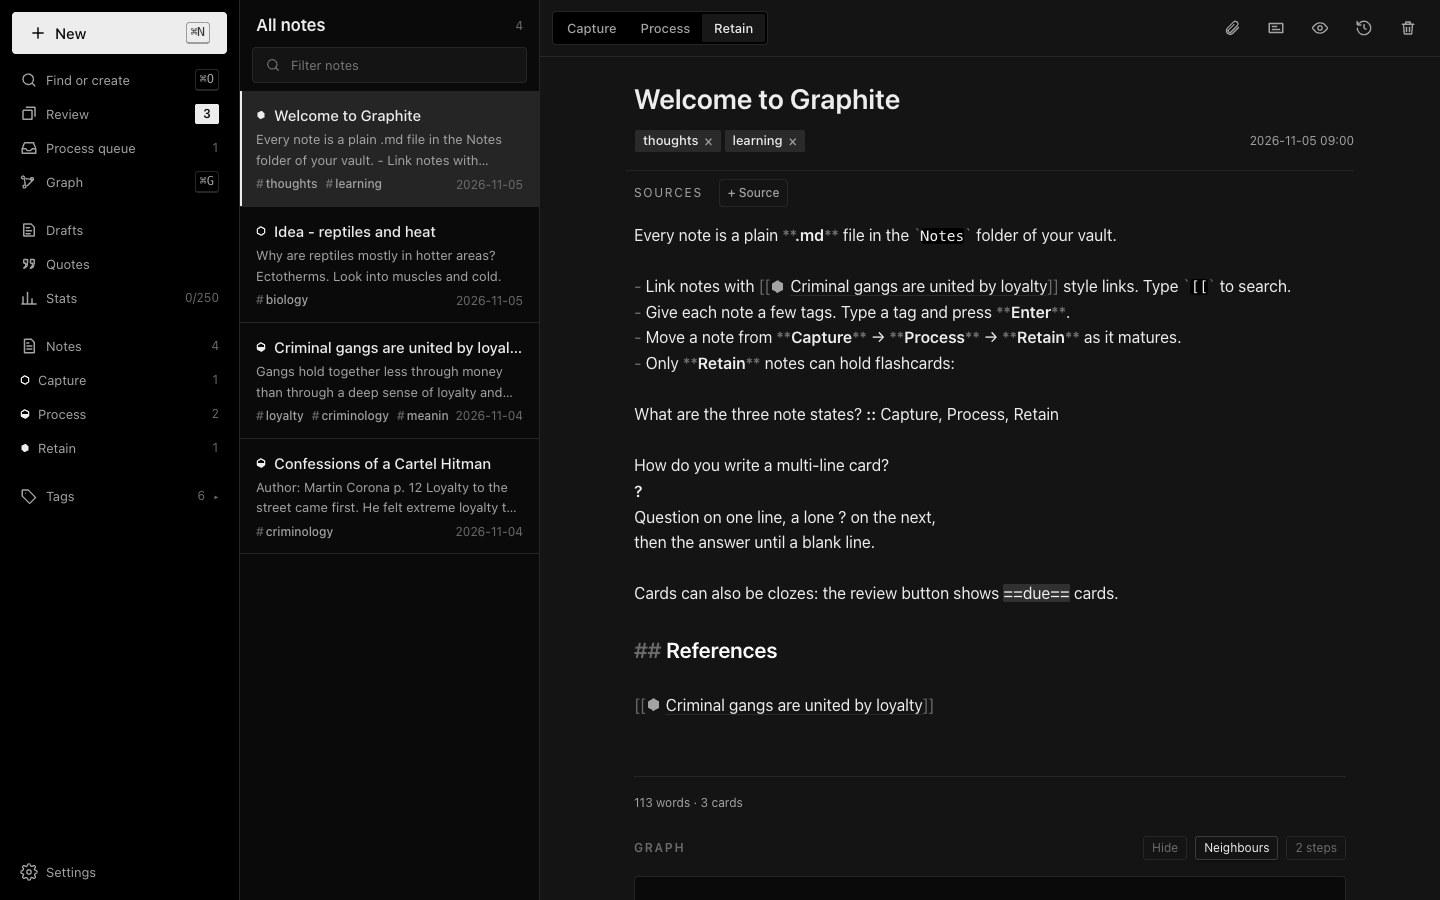 New ⌘N
Find or create ⌘O
Review 3
Process queue 1
Graph ⌘G
Drafts
Quotes
Stats 0/250
Notes 4
Capture 1
Process 2
Retain 1
Tags 6
Settings
All notes 4
Filter notes
Welcome to Graphite
Every note is a plain .md file in the Notes
folder of your vault. - Link notes with…
#thoughts #learning 2026-11-05
Idea - reptiles and heat
Why are reptiles mostly in hotter areas?
Ectotherms. Look into muscles and cold.
#biology 2026-11-05
Criminal gangs are united by loyal…
Gangs hold together less through money
than through a deep sense of loyalty and…
#loyalty #criminology #meanin 2026-11-04
Confessions of a Cartel Hitman
Author: Martin Corona p. 12 Loyalty to the
street came first. He felt extreme loyalty t…
#criminology 2026-11-04
Capture Process Retain
Welcome to Graphite
thoughts × learning × 2026-11-05 09:00
SOURCES + Source
Every note is a plain **.md** file in the `Notes` folder of your vault.
- Link notes with [[Criminal gangs are united by loyalty]] style links. Type `[[` to search.
- Give each note a few tags. Type a tag and press **Enter**.
- Move a note from **Capture** → **Process** → **Retain** as it matures.
- Only **Retain** notes can hold flashcards:
What are the three note states? :: Capture, Process, Retain
How do you write a multi-line card?
?
Question on one line, a lone ? on the next,
then the answer until a blank line.
Cards can also be clozes: the review button shows ==due== cards.
## References
[[Criminal gangs are united by loyalty]]
113 words · 3 cards
GRAPH Hide Neighbours 2 steps